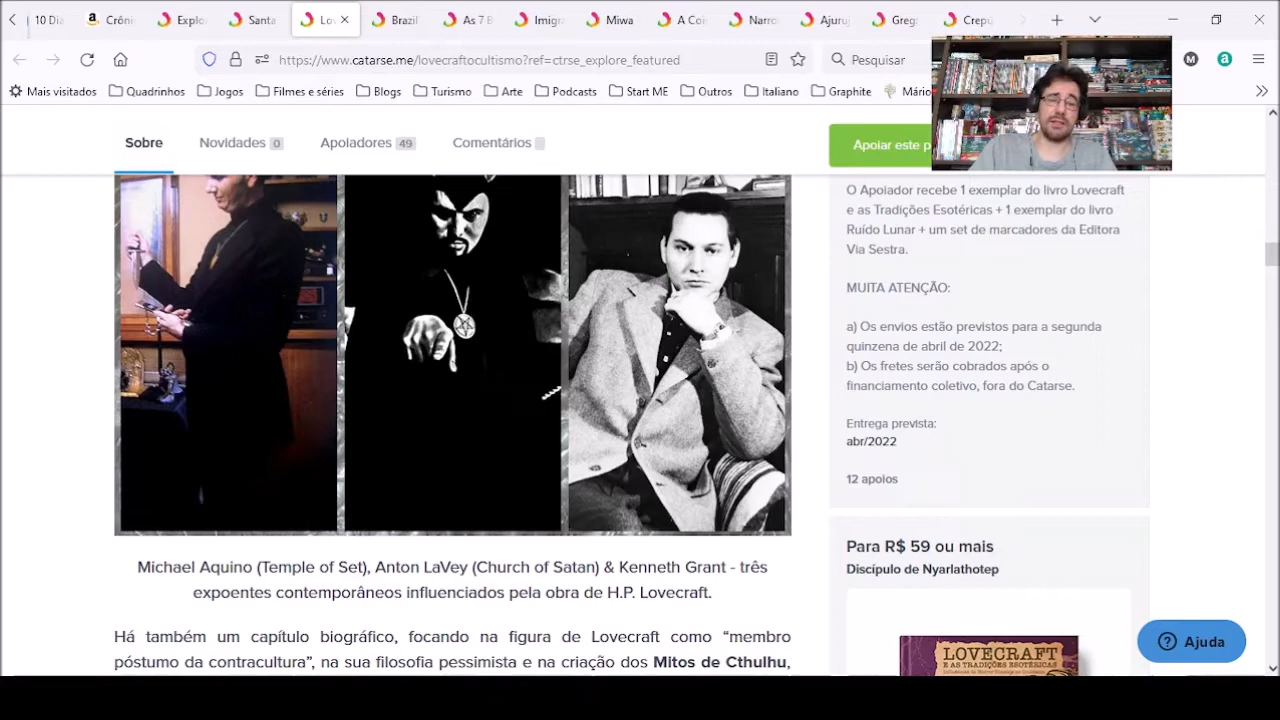 10 Dia
Crôni
Explo
Santa
Lov
Brazil
As 7 B
Imigra
Miwa
A Coi
Narro
Ajuruj
Greg:
Crepu
https://www.catarse.me/lovecraftocultismo?ref=ctrse_explore_featured
Pesquisar
Mais visitados
Quadrinhos
Jogos
Filmes e séries
Blogs
Turis
Arte
Podcasts
Start ME
Outros
Italiano
Graphite
Mário
Sobre
Novidades 0
Apoiadores 49
Comentários
Apoiar este p
O Apoiador recebe 1 exemplar do livro Lovecraft
e as Tradições Esotéricas + 1 exemplar do livro
Ruído Lunar + um set de marcadores da Editora
Via Sestra.
MUITA ATENÇÃO:
a) Os envios estão previstos para a segunda
quinzena de abril de 2022;
b) Os fretes serão cobrados após o
financiamento coletivo, fora do Catarse.
Entrega prevista:
abr/2022
12 apoios
Michael Aquino (Temple of Set), Anton LaVey (Church of Satan) & Kenneth Grant - três
expoentes contemporâneos influenciados pela obra de H.P. Lovecraft.
Há também um capítulo biográfico, focando na figura de Lovecraft como “membro
póstumo da contracultura”, na sua filosofia pessimista e na criação dos Mitos de Cthulhu,
Para R$ 59 ou mais
Discípulo de Nyarlathotep
LOVECRAFT
E AS TRADIÇÕES ESOTÉRICAS
Ajuda